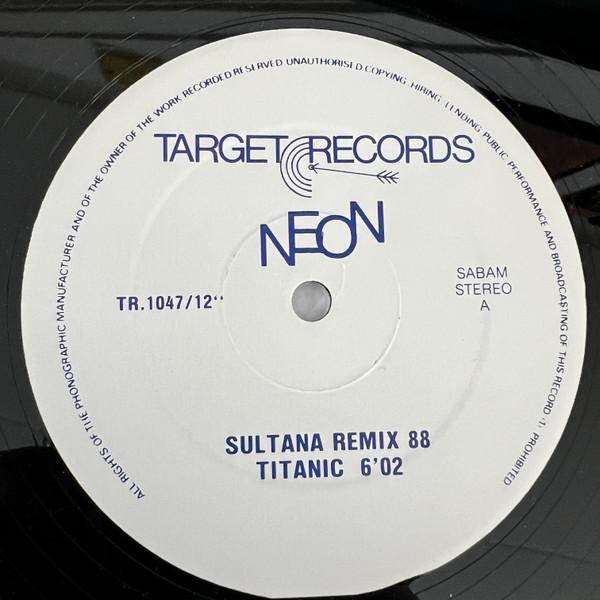 ALL RIGHTS OF THE PHONOGRAPHIC MANUFACTURER AND OF THE OWNER OF THE WORK RECORDED RESERVED UNAUTHORISED COPYING .HIRING. LENDING PUBLIC PERFORMANCE AND BROADCASTING OF THIS RECORD -1- PROHIBITED
TARGET RECORDS
NEON
TR.1047/12‘‘
SABAM
STEREO
A
SULTANA REMIX 88
TITANIC 6'02